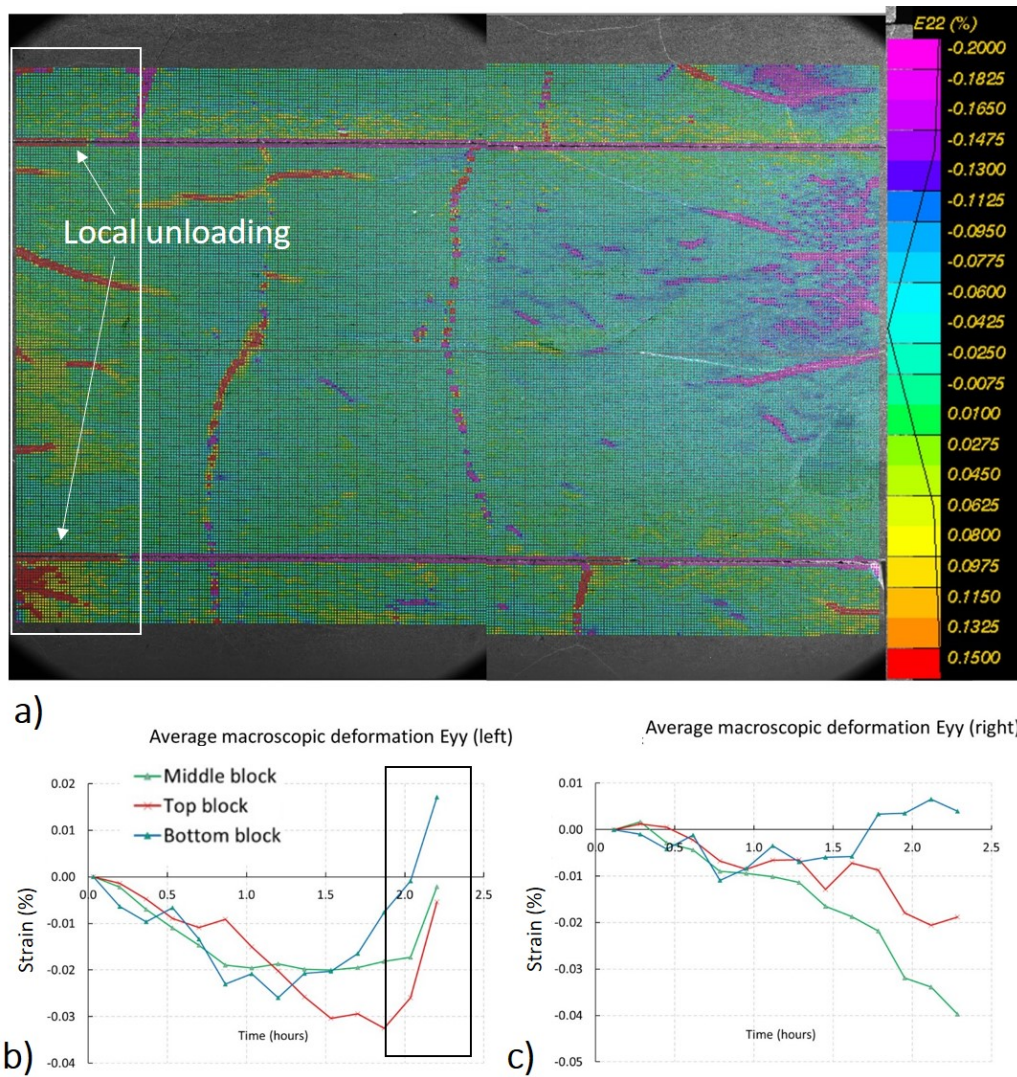 E22 (%)
-0.2000
-0.1825
-0.1650
-0.1475
-0.1300
-0.1125
-0.0950
-0.0775
-0.0600
-0.0425
-0.0250
-0.0075
0.0100
0.0275
0.0450
0.0625
0.0800
0.0975
0.1150
0.1325
0.1500
Local unloading
a)
Average macroscopic deformation Eyy (left)
0.02
0.01
0.00
-0.01
-0.02
-0.03
-0.04
Strain (%)
Middle block
Top block
Bottom block
0.0 0.5 1.0 1.5 2.0 2.5
Time (hours)
b)
Average macroscopic deformation Eyy (right)
0.01
0.00
-0.01
-0.02
-0.03
-0.04
-0.05
Strain (%)
0.0 0.5 1.0 1.5 2.0 2.5
Time (hours)
c)